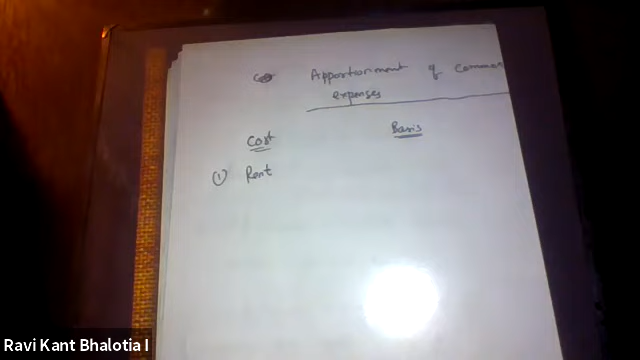 Apportionment of common
expenses
Cost Basis
① Rent
Ravi Kant Bhalotia I